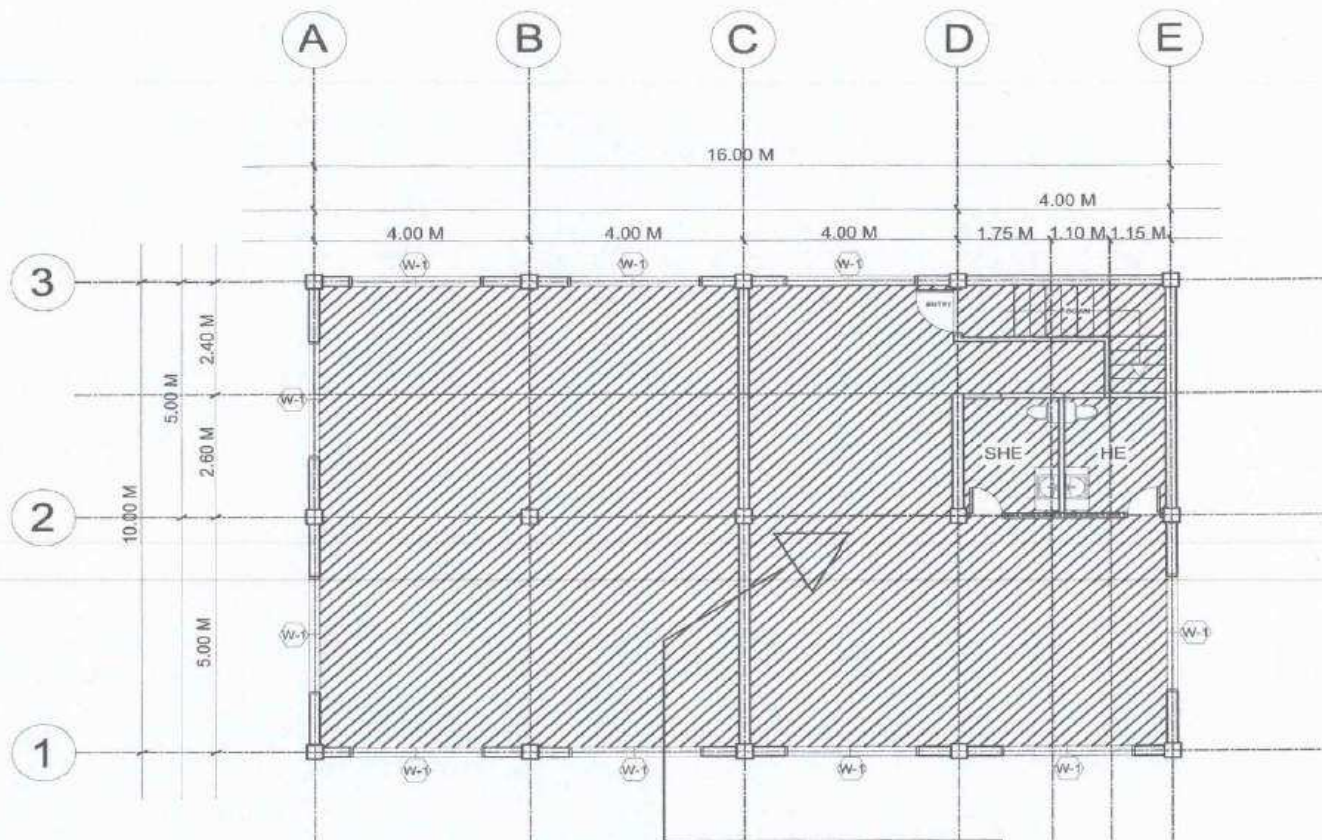 A B C D E
16.00 M
4.00 M
4.00 M 4.00 M 4.00 M 1.75 M 1.10 M 1.15 M
W-1 W-1 W-1
3
ENTRY
DOWN
2.40 M
5.00 M
W-1
2.60 M
SHE HE
10.00 M
2
5.00 M
W-1 W-1
1
W-1 W-1 W-1 W-1